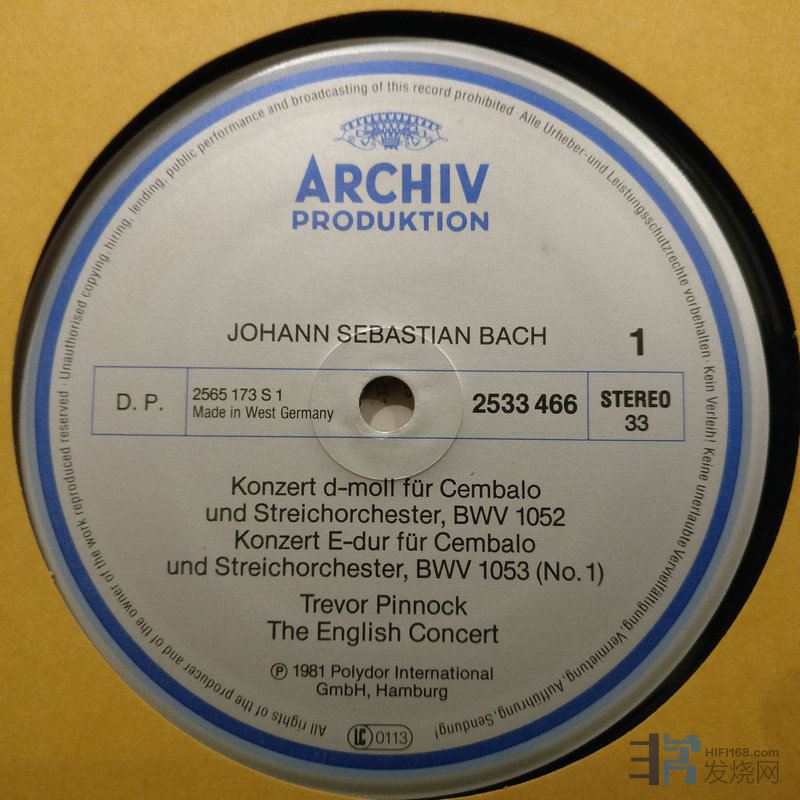 Unauthorised copying, hiring, lending, public performance and broadcasting of this record prohibited · Alle Urheber- und Leistungsschutzrechte vorbehalten · Kein Verleih! Keine unerlaubte Vervielfältigung, Vermietung, Aufführung, Sendung!
ARCHIV
PRODUKTION
JOHANN SEBASTIAN BACH
1
D. P.
2565 173 S 1
Made in West Germany
2533 466
STEREO
33
Konzert d-moll für Cembalo
und Streichorchester, BWV 1052
Konzert E-dur für Cembalo
und Streichorchester, BWV 1053 (No. 1)
Trevor Pinnock
The English Concert
Ⓟ 1981 Polydor International
GmbH, Hamburg
LC 0113
All rights of the producer and of the owner of the work reproduced reserved ·
HIFI168.com
发烧网